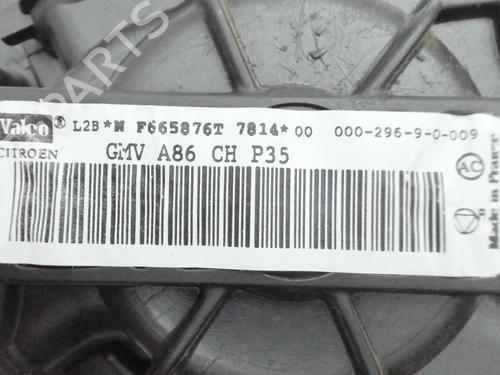 Valeo® L2B *N F665876T 7814* 00 000-296-9-0-009
CITROEN GMV A86 CH P35
AC
Made in France
B-PARTS